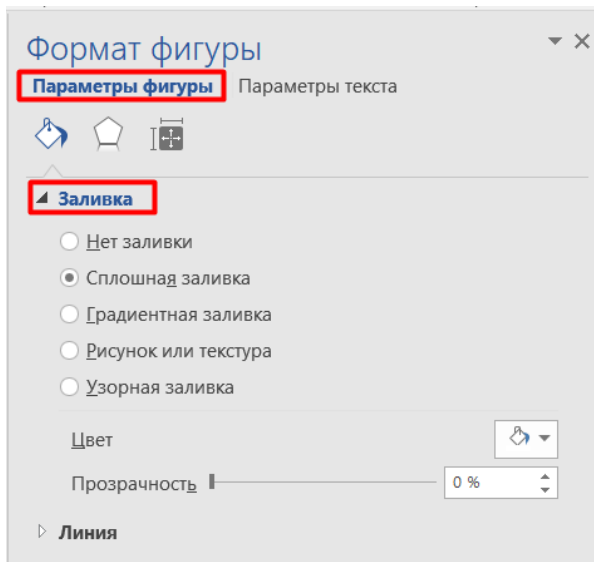 Формат фигуры
Параметры фигуры Параметры текста
Заливка
Нет заливки
Сплошная заливка
Градиентная заливка
Рисунок или текстура
Узорная заливка
Цвет
Прозрачность 0 %
Линия